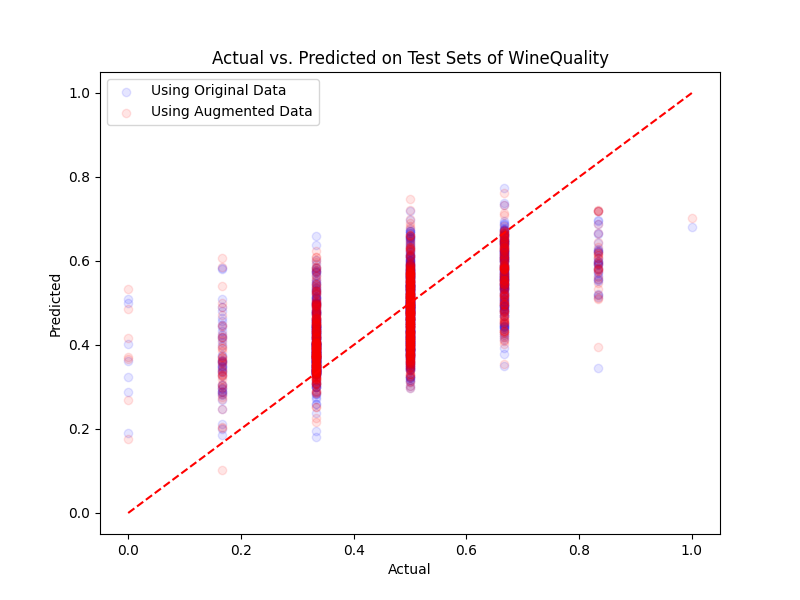 Actual vs. Predicted on Test Sets of WineQuality
Using Original Data
Using Augmented Data
1.0
0.8
0.6
0.4
0.2
0.0
Predicted
0.0 0.2 0.4 0.6 0.8 1.0
Actual